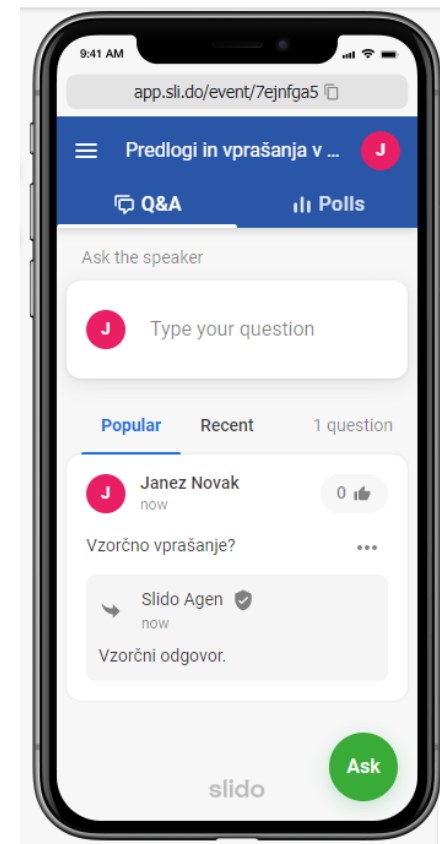 9:41 AM
app.sli.do/event/7ejnfga5
Predlogi in vprašanja v ... J
Q&A Polls
Ask the speaker
J Type your question
Popular Recent 1 question
J Janez Novak 0
now
Vzorčno vprašanje? •••
Slido Agen
now
Vzorčni odgovor.
Ask
slido